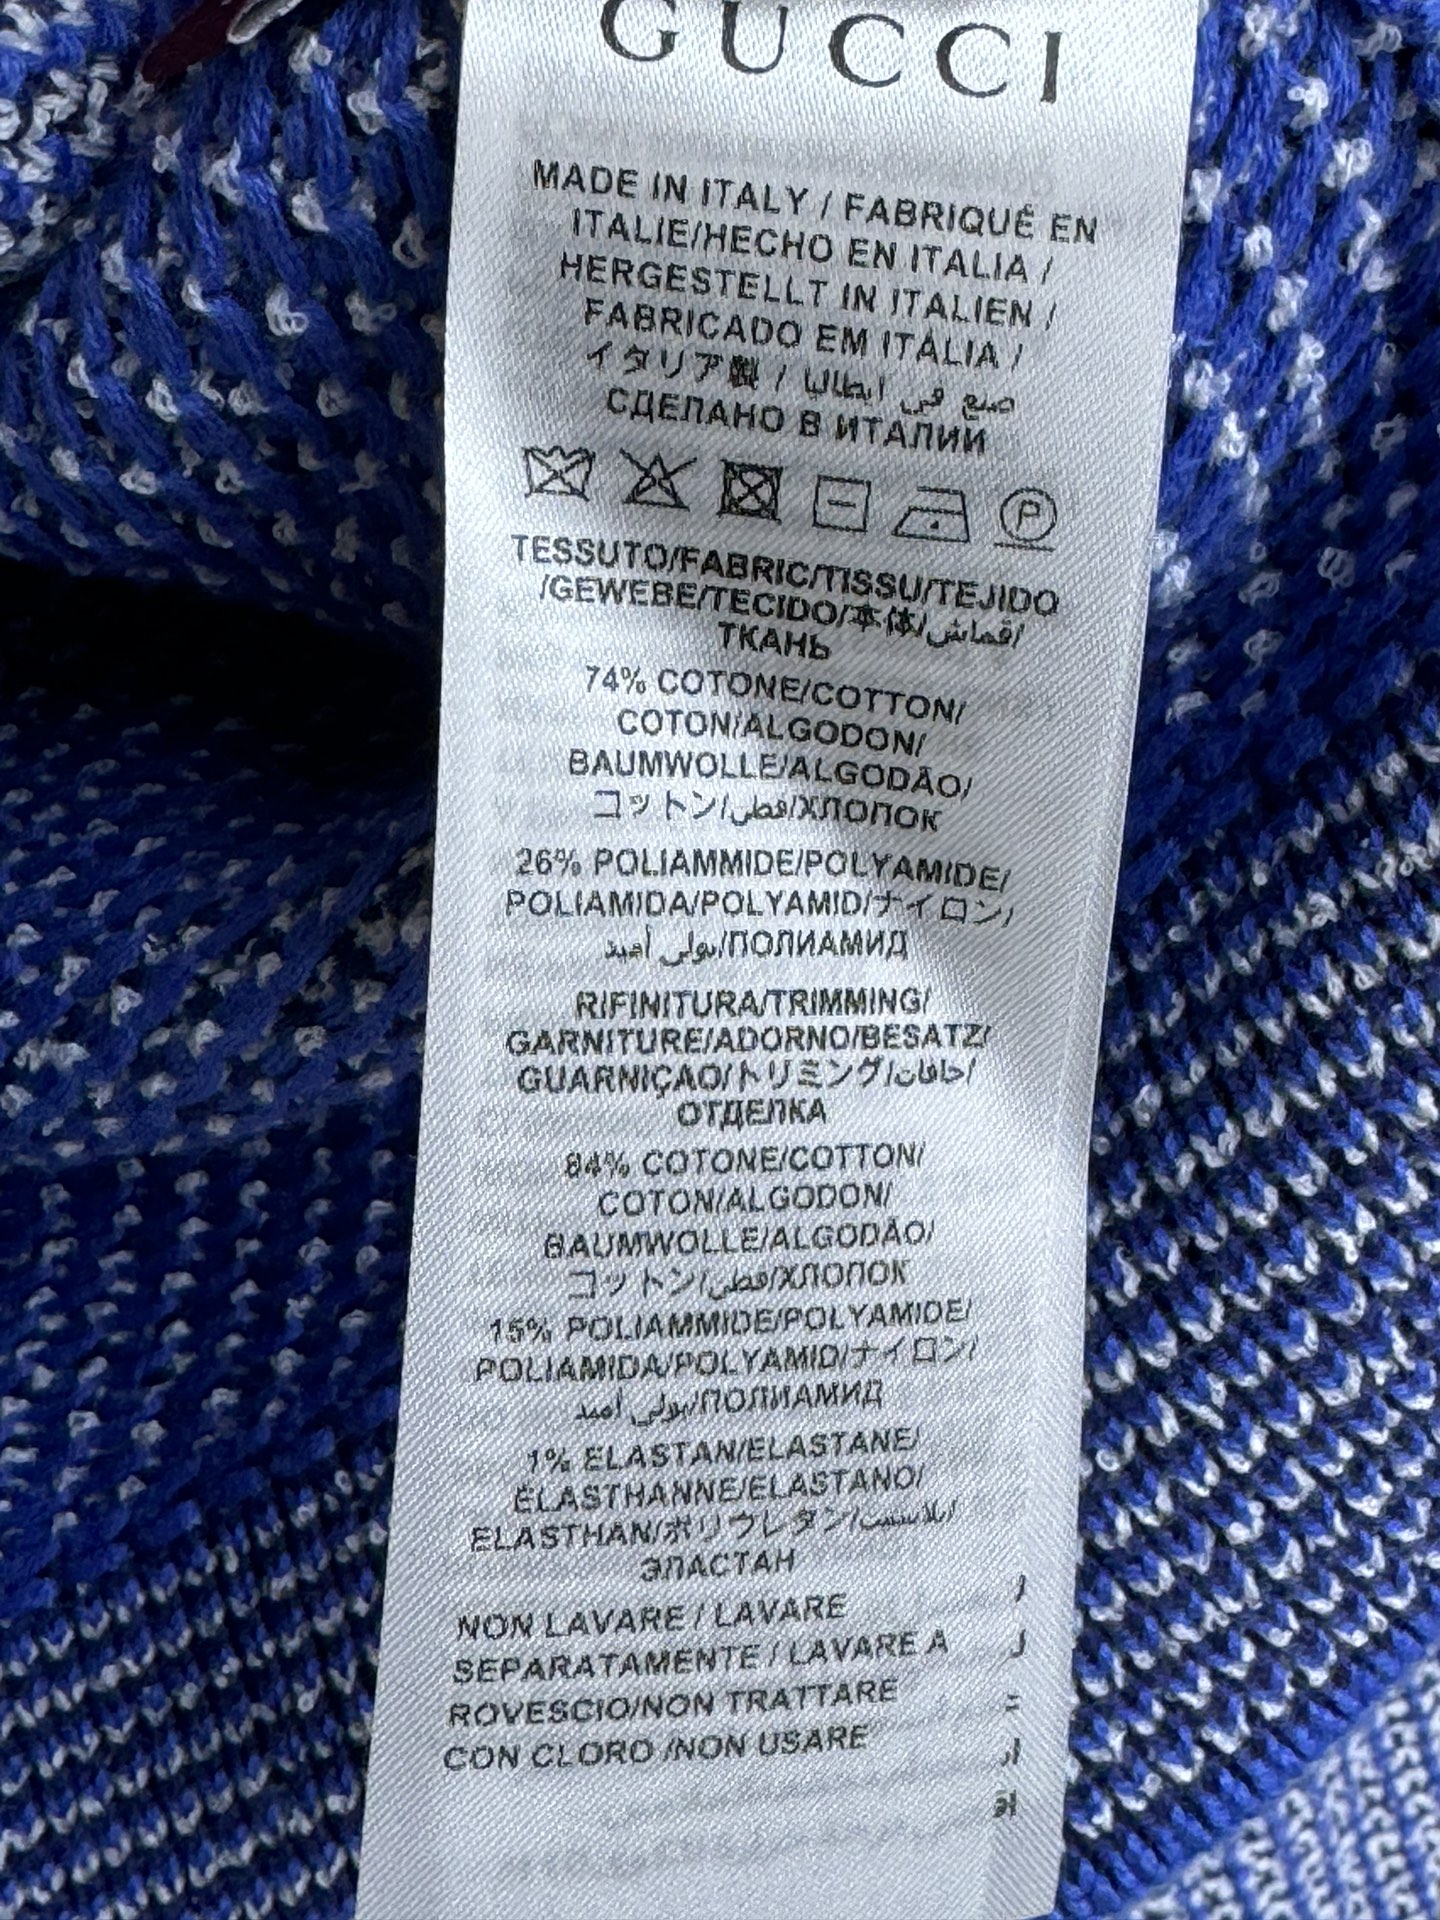 GUCCI
MADE IN ITALY / FABRIQUÉ EN
ITALIE/HECHO EN ITALIA /
HERGESTELLT IN ITALIEN /
FABRICADO EM ITALIA /
イタリア製 / صنع في ايطاليا
СДЕЛАНО В ИТАЛИИ
P
TESSUTO/FABRIC/TISSU/TEJIDO
/GEWEBE/TECIDO/本体/قماش/
ТКАНЬ
74% COTONE/COTTON/
COTON/ALGODON/
BAUMWOLLE/ALGODÃO/
コットン/قطن/ХЛОПОК
26% POLIAMMIDE/POLYAMIDE/
POLIAMIDA/POLYAMID/ナイロン/
بولي أميد/ПОЛИАМИД
RIFINITURA/TRIMMING/
GARNITURE/ADORNO/BESATZ/
GUARNIÇAO/トリミング/حافات/
ОТДЕЛКА
84% COTONE/COTTON/
COTON/ALGODON/
BAUMWOLLE/ALGODÃO/
コットン/قطن/ХЛОПОК
15% POLIAMMIDE/POLYAMIDE/
POLIAMIDA/POLYAMID/ナイロン/
بولي أميد/ПОЛИАМИД
1% ELASTAN/ELASTANE/
ÉLASTHANNE/ELASTANO/
ELASTHAN/ポリウレタン/
ЭЛАСТАН
NON LAVARE / LAVARE
SEPARATAMENTE / LAVARE A
ROVESCIO/NON TRATTARE
CON CLORO /NON USARE